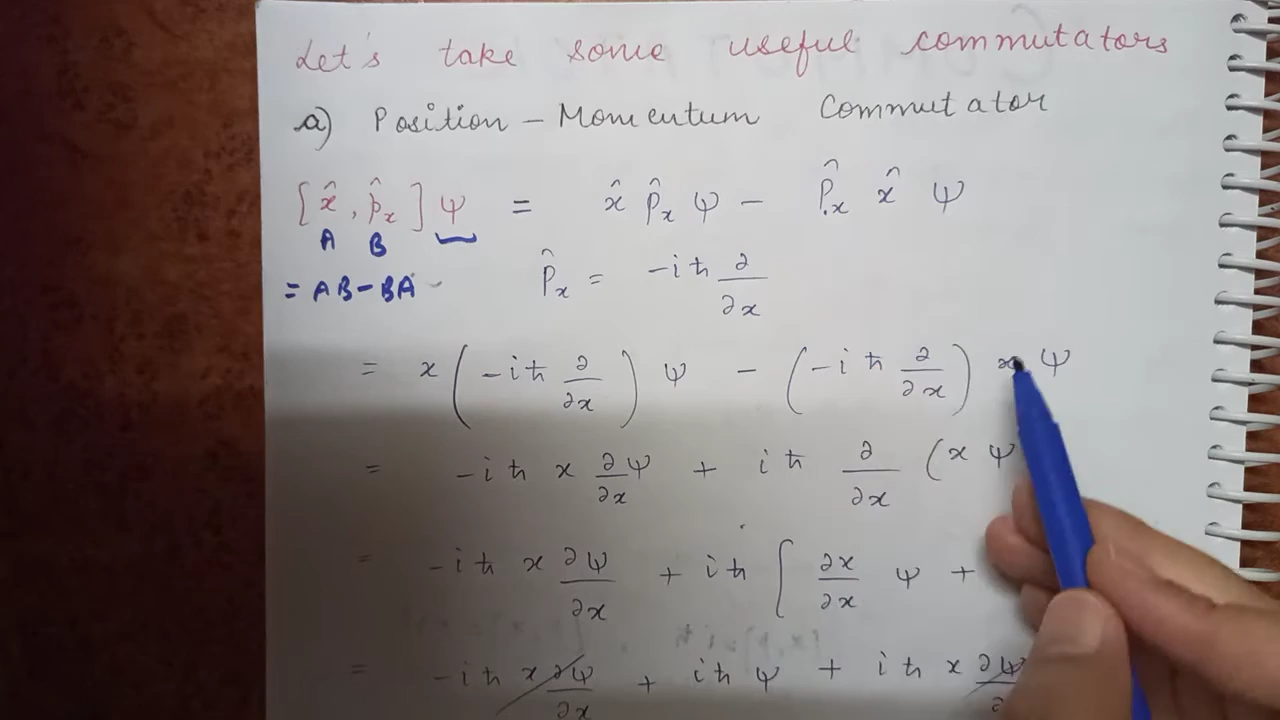 Let's take some useful commutators
a) Position - Momentum Commutator
[x̂, p̂ₓ] ψ = x̂ p̂ₓ ψ - p̂ₓ x̂ ψ
A B
= AB - BA
p̂ₓ = -iħ ∂/∂x
= x (-iħ ∂/∂x) ψ - (-iħ ∂/∂x) x ψ
= -iħ x ∂ψ/∂x + iħ ∂/∂x (x ψ
= -iħ x ∂ψ/∂x + iħ [ ∂x/∂x ψ +
= -iħ x ∂ψ/∂x + iħ ψ + iħ x ∂ψ/∂